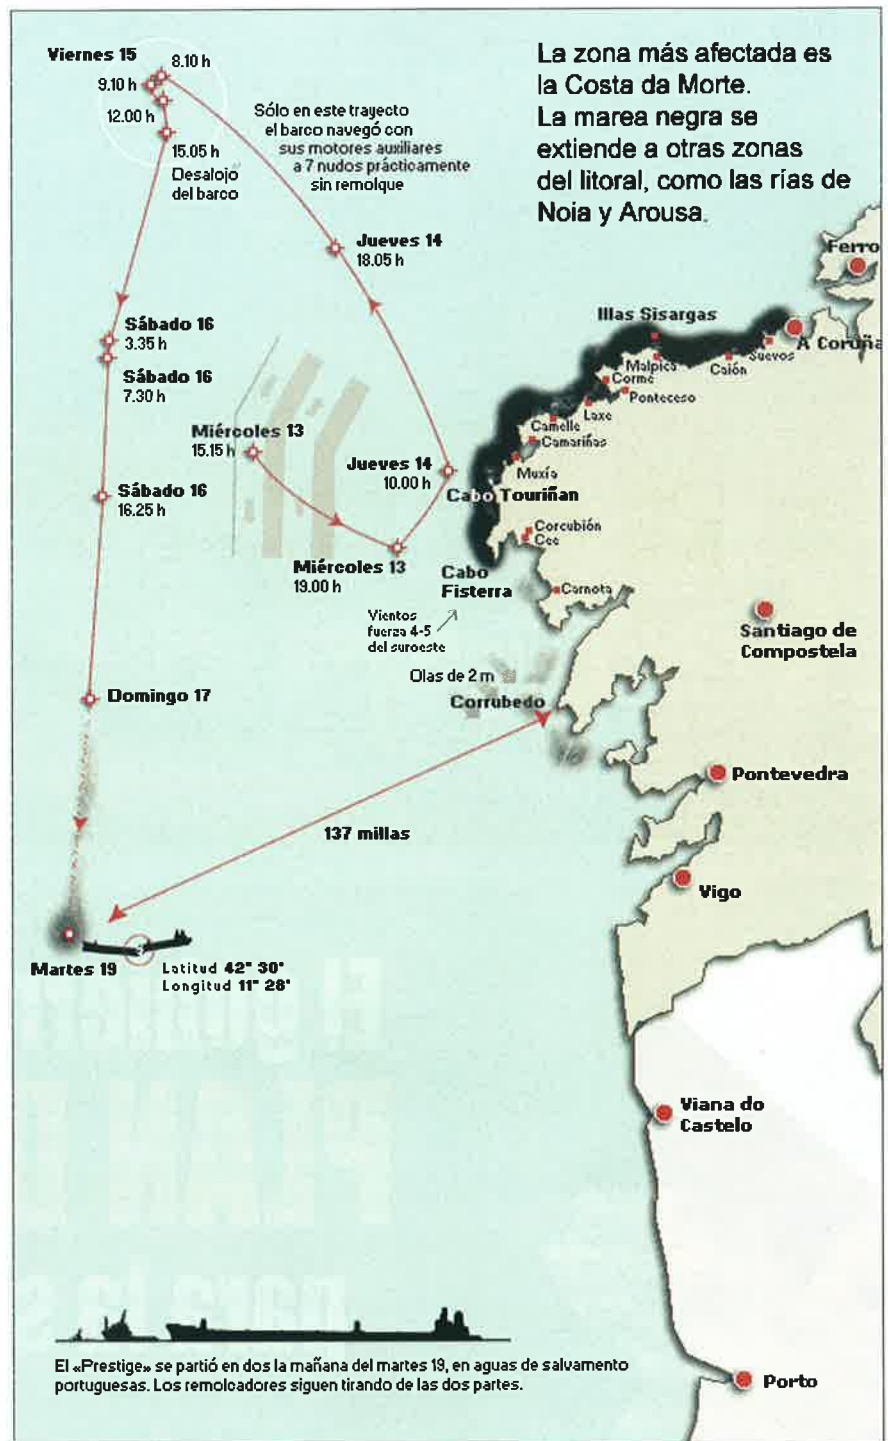 La zona más afectada es
la Costa da Morte.
La marea negra se
extiende a otras zonas
del litoral, como las rías de
Noia y Arousa.
Viernes 15
8.10 h
9.10 h
12.00 h
15.05 h
Desalojo
del barco
Sólo en este trayecto
el barco navegó con
sus motores auxiliares
a 7 nudos prácticamente
sin remolque
Jueves 14
18.05 h
Sábado 16
3.35 h
Sábado 16
7.30 h
Miércoles 13
15.15 h
Jueves 14
10.00 h
Sábado 16
16.25 h
Miércoles 13
19.00 h
Ferro
Illas Sisargas
A Coruña
Suevos
Malpica
Caión
Corme
Ponteceso
Laxe
Camelle
Camariñas
Muxía
Cabo Touriñan
Corcubión
Cee
Cabo
Fisterra
Carnota
Vientos
fuerza 4-5
del suroeste
Santiago de
Compostela
Olas de 2 m
Corrubedo
Domingo 17
Pontevedra
137 millas
Vigo
Martes 19
Latitud 42° 30'
Longitud 11° 28'
Viana do
Castelo
El «Prestige» se partió en dos la mañana del martes 19, en aguas de salvamento
portuguesas. Los remolcadores siguen tirando de las dos partes.
Porto